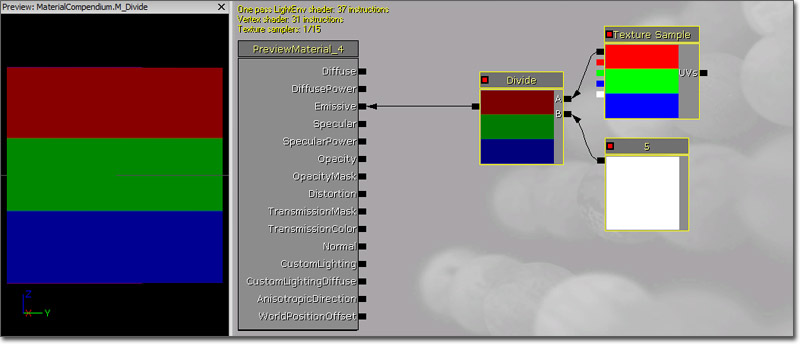 Preview: MaterialCompendium.M_Divide
X
One pass LightEnv shader: 37 instructions
Vertex shader: 31 instructions
Texture samplers: 1/15
PreviewMaterial_4
Diffuse
DiffusePower
Emissive
Specular
SpecularPower
Opacity
OpacityMask
Distortion
TransmissionMask
TransmissionColor
Normal
CustomLighting
CustomLightingDiffuse
AnisotropicDirection
WorldPositionOffset
Divide
A
B
Texture Sample
UVs
5
Z
X
Y